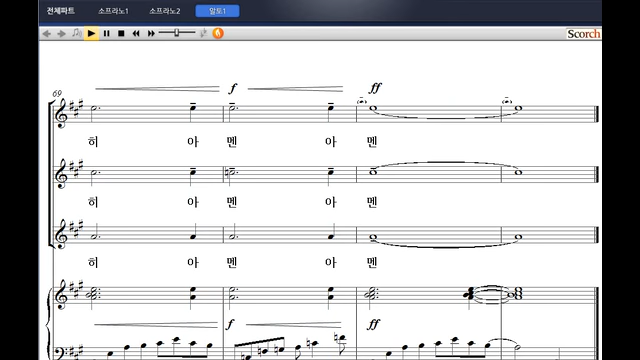 전체파트 소프라노1 소프라노2 알토1
Scorch
69
f ff
히 아 멘 아 멘
히 아 멘 아 멘
히 아 멘 아 멘
f ff